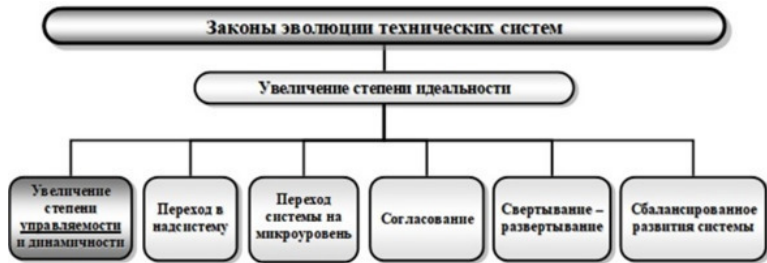 Законы эволюции технических систем
Увеличение степени идеальности
Увеличение
степени
управляемости
и динамичности
Переход в
надсистему
Переход
системы на
микроуровень
Согласование
Свертывание –
развертывание
Сбалансированное
развития системы